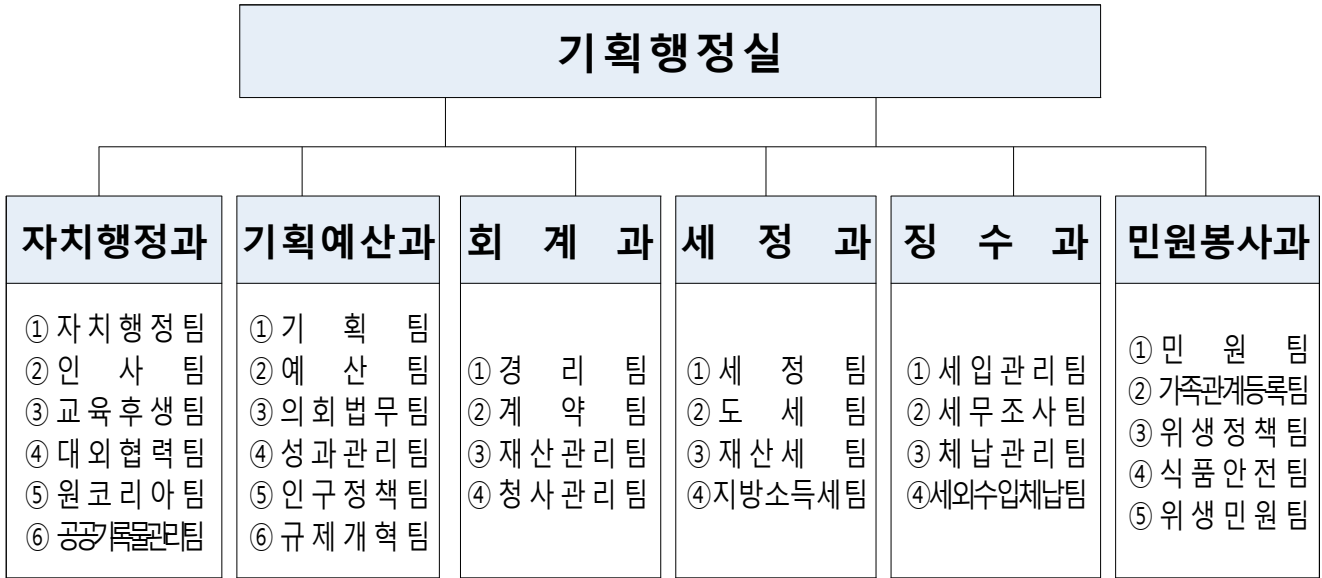 기획행정실
자치행정과
① 자치행정팀
② 인사팀
③ 교육후생팀
④ 대외협력팀
⑤ 원코리아팀
⑥ 공공기록물관리팀
기획예산과
① 기획팀
② 예산팀
③ 의회법무팀
④ 성과관리팀
⑤ 인구정책팀
⑥ 규제개혁팀
회계과
① 경리팀
② 계약팀
③ 재산관리팀
④ 청사관리팀
세정과
① 세정팀
② 도세팀
③ 재산세팀
④지방소득세팀
징수과
① 세입관리팀
② 세무조사팀
③ 체납관리팀
④세외수입체납팀
민원봉사과
① 민원팀
② 가족관계등록팀
③ 위생정책팀
④ 식품안전팀
⑤ 위생민원팀